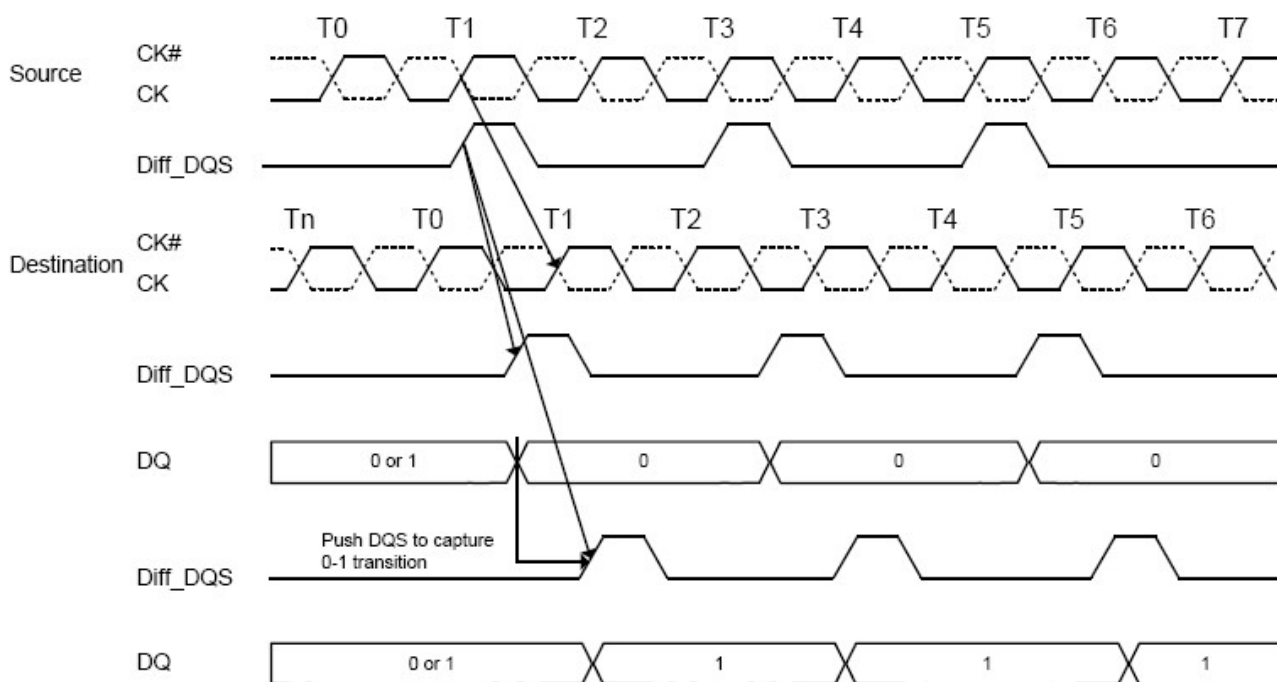 T0 T1 T2 T3 T4 T5 T6 T7
CK#
Source
CK
Diff_DQS
Tn T0 T1 T2 T3 T4 T5 T6
CK#
Destination
CK
Diff_DQS
DQ 0 or 1 0 0 0
Push DQS to capture
0-1 transition
Diff_DQS
DQ 0 or 1 1 1 1